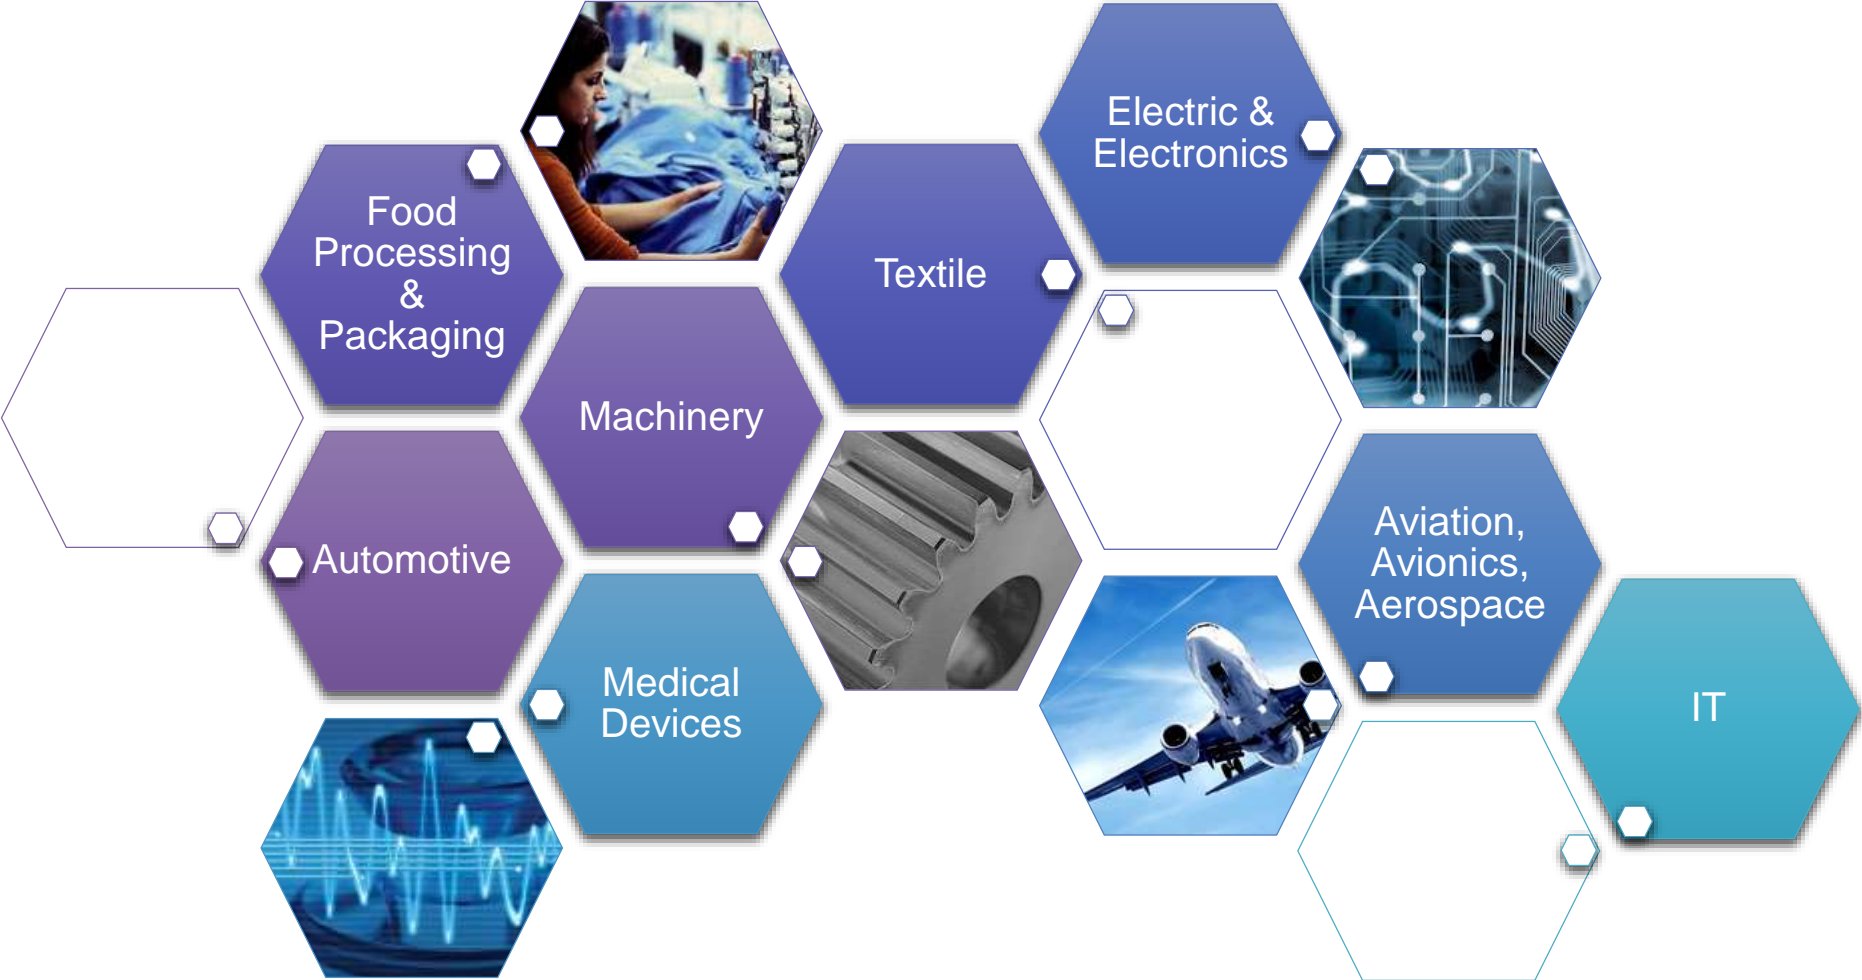 Electric &
Electronics
Food
Processing
&
Packaging
Textile
Machinery
Automotive
Aviation,
Avionics,
Aerospace
Medical
Devices
IT